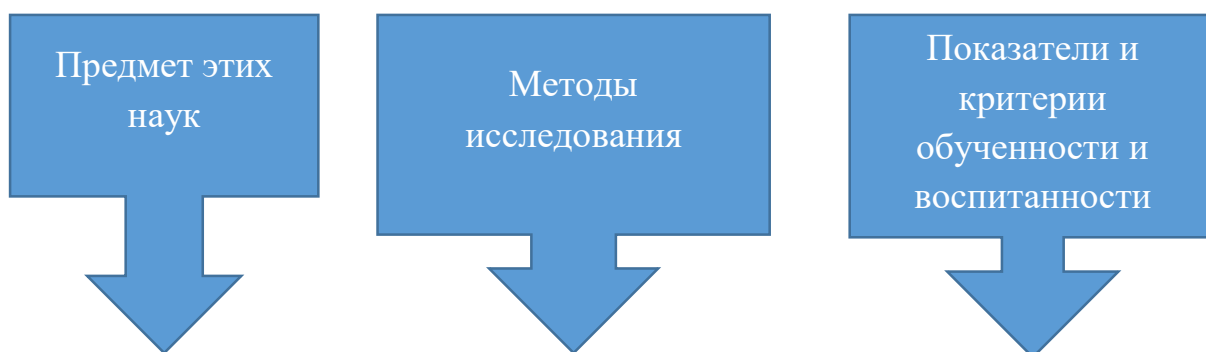 Предмет этих
наук
Методы
исследования
Показатели и
критерии
обученности и
воспитанности